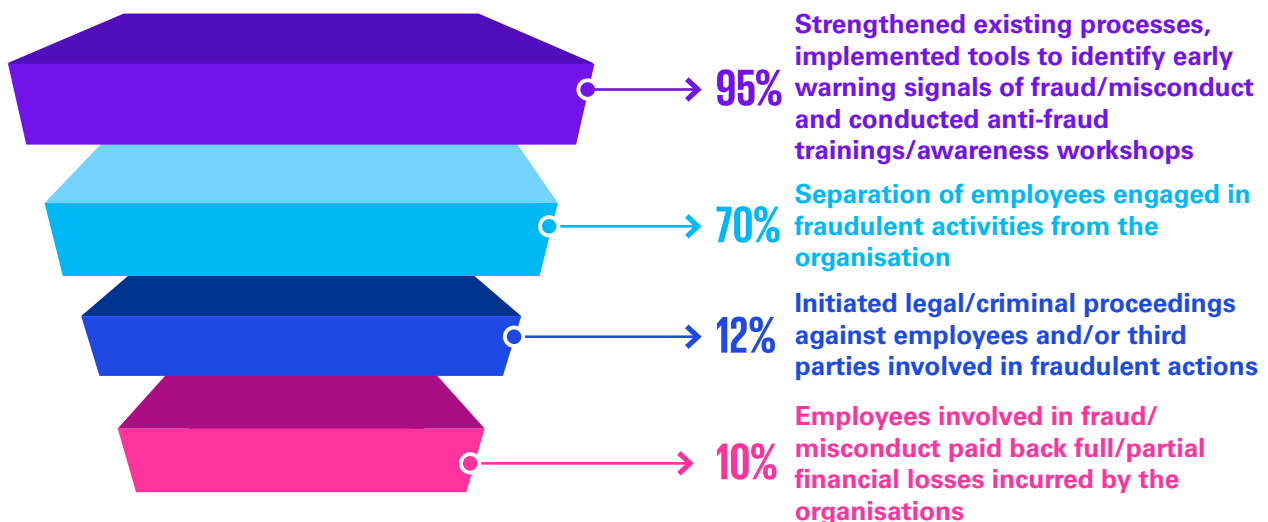 95%
Strengthened existing processes,
implemented tools to identify early
warning signals of fraud/misconduct
and conducted anti-fraud
trainings/awareness workshops
70%
Separation of employees engaged in
fraudulent activities from the
organisation
12%
Initiated legal/criminal proceedings
against employees and/or third
parties involved in fraudulent actions
10%
Employees involved in fraud/
misconduct paid back full/partial
financial losses incurred by the
organisations